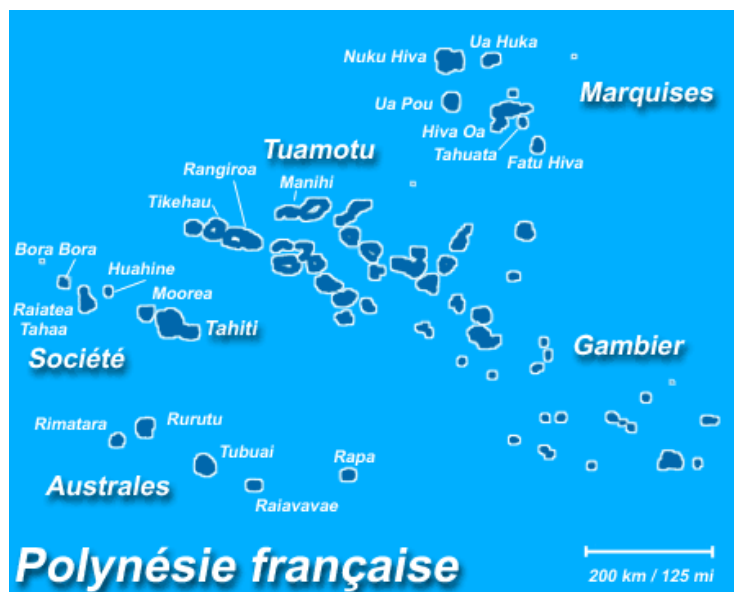 Ua Huka
Nuku Hiva
Marquises
Ua Pou
Hiva Oa
Tahuata
Fatu Hiva
Tuamotu
Rangiroa
Manihi
Tikehau
Bora Bora
Huahine
Moorea
Raiatea
Tahaa
Tahiti
Société
Gambier
Rimatara
Rurutu
Tubuai
Rapa
Australes
Raiavavae
Polynésie française
200 km / 125 mi